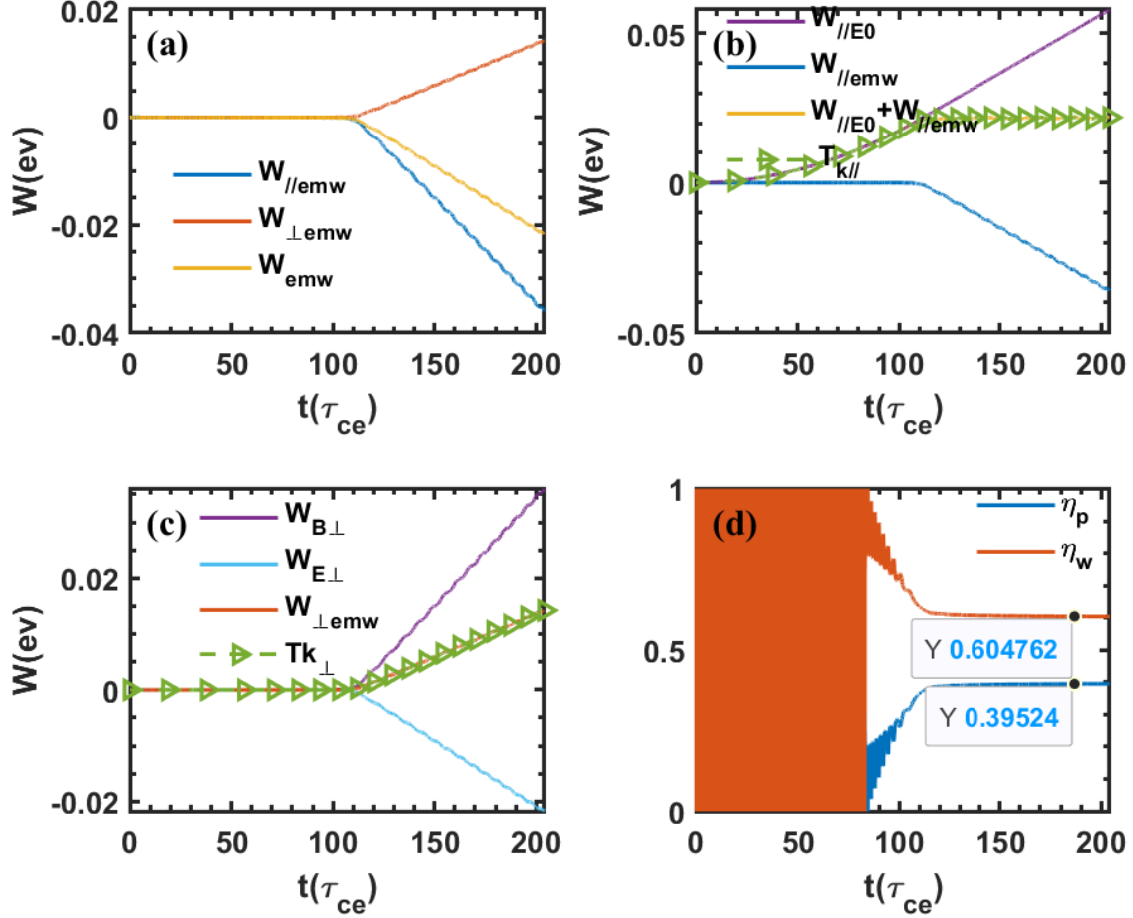 (a)
0.02
0
-0.02
-0.04
W(ev)
W//emw
W⊥emw
Wemw
0 50 100 150 200
t(τce)
(b)
0.05
0
-0.05
W(ev)
W//E0
W//emw
W//E0+W//emw
Tk//
0 50 100 150 200
t(τce)
(c)
0.02
0
-0.02
W(ev)
WB⊥
WE⊥
W⊥emw
Tk⊥
0 50 100 150 200
t(τce)
(d)
1
0.5
0
ηp
ηw
Y 0.604762
Y 0.39524
0 50 100 150 200
t(τce)